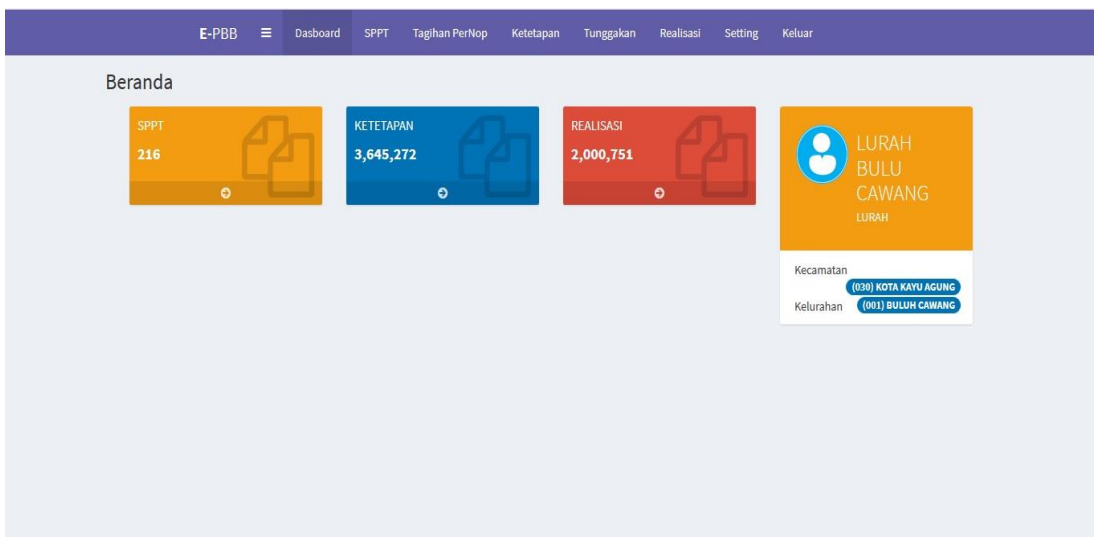 E-PBB Dasboard SPPT Tagihan PerNop Ketetapan Tunggakan Realisasi Setting Keluar
Beranda
SPPT
216
KETETAPAN
3,645,272
REALISASI
2,000,751
LURAH
BULU
CAWANG
LURAH
Kecamatan
(030) KOTA KAYU AGUNG
Kelurahan (001) BULUH CAWANG